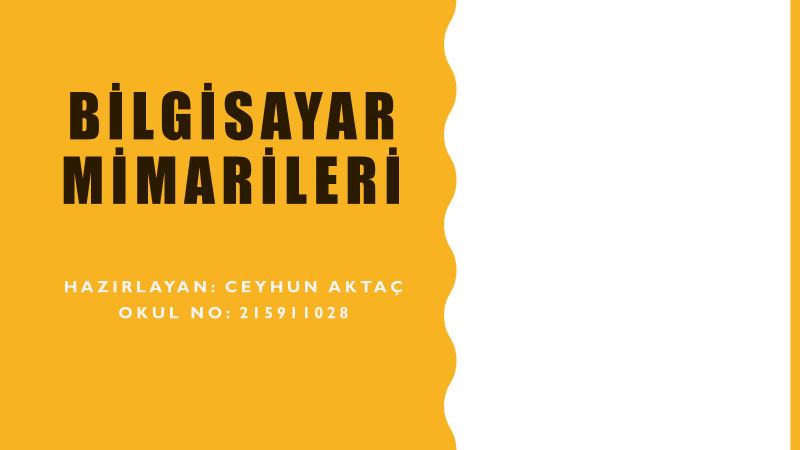 BİLGİSAYAR
MİMARİLERİ
HAZIRLAYAN: CEYHUN AKTAÇ
OKUL NO: 215911028